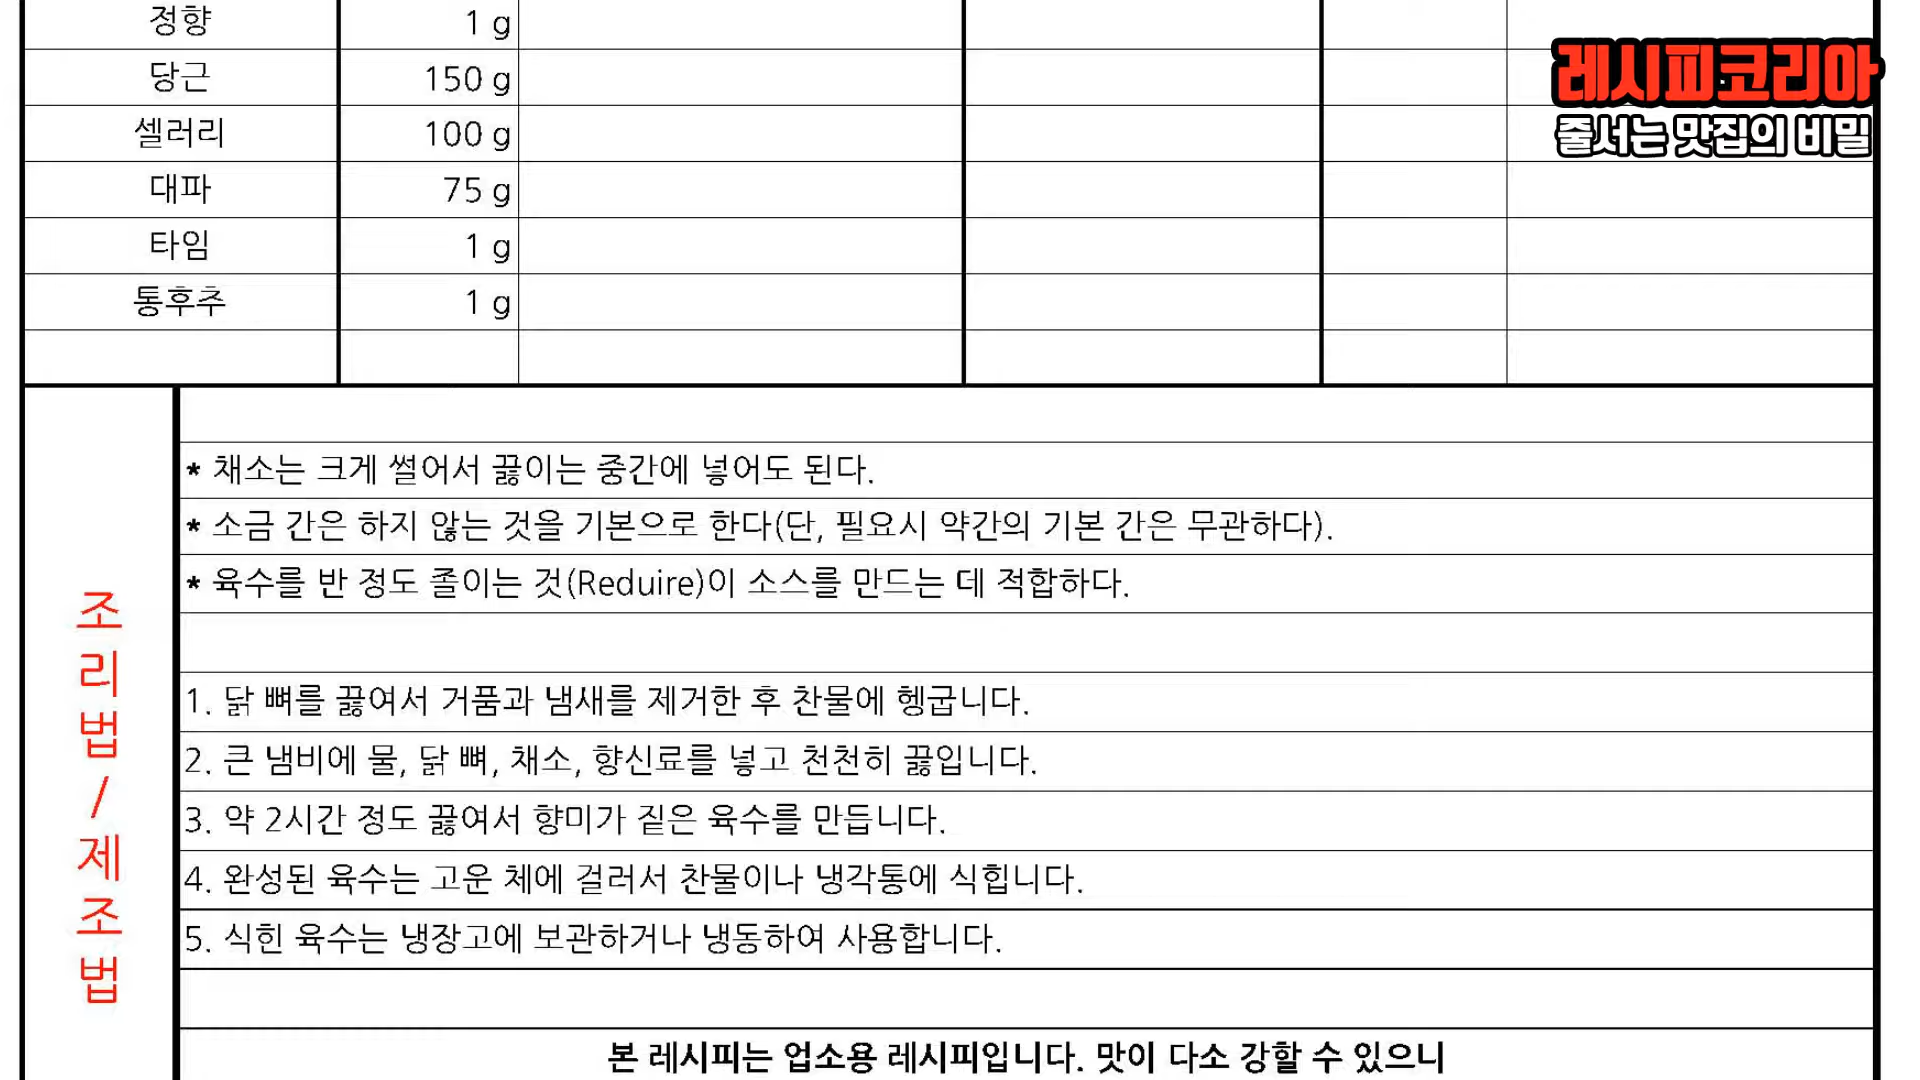 정향 1 g
레시피코리아
당근 150 g
줄서는 맛집의 비밀
셀러리 100 g
대파 75 g
타임 1 g
통후추 1 g
조리법/제조법
* 채소는 크게 썰어서 끓이는 중간에 넣어도 된다.
* 소금 간은 하지 않는 것을 기본으로 한다(단, 필요시 약간의 기본 간은 무관하다).
* 육수를 반 정도 졸이는 것(Reduire)이 소스를 만드는 데 적합하다.
1. 닭 뼈를 끓여서 거품과 냄새를 제거한 후 찬물에 헹굽니다.
2. 큰 냄비에 물, 닭 뼈, 채소, 향신료를 넣고 천천히 끓입니다.
3. 약 2시간 정도 끓여서 향미가 짙은 육수를 만듭니다.
4. 완성된 육수는 고운 체에 걸러서 찬물이나 냉각통에 식힙니다.
5. 식힌 육수는 냉장고에 보관하거나 냉동하여 사용합니다.
본 레시피는 업소용 레시피입니다. 맛이 다소 강할 수 있으니